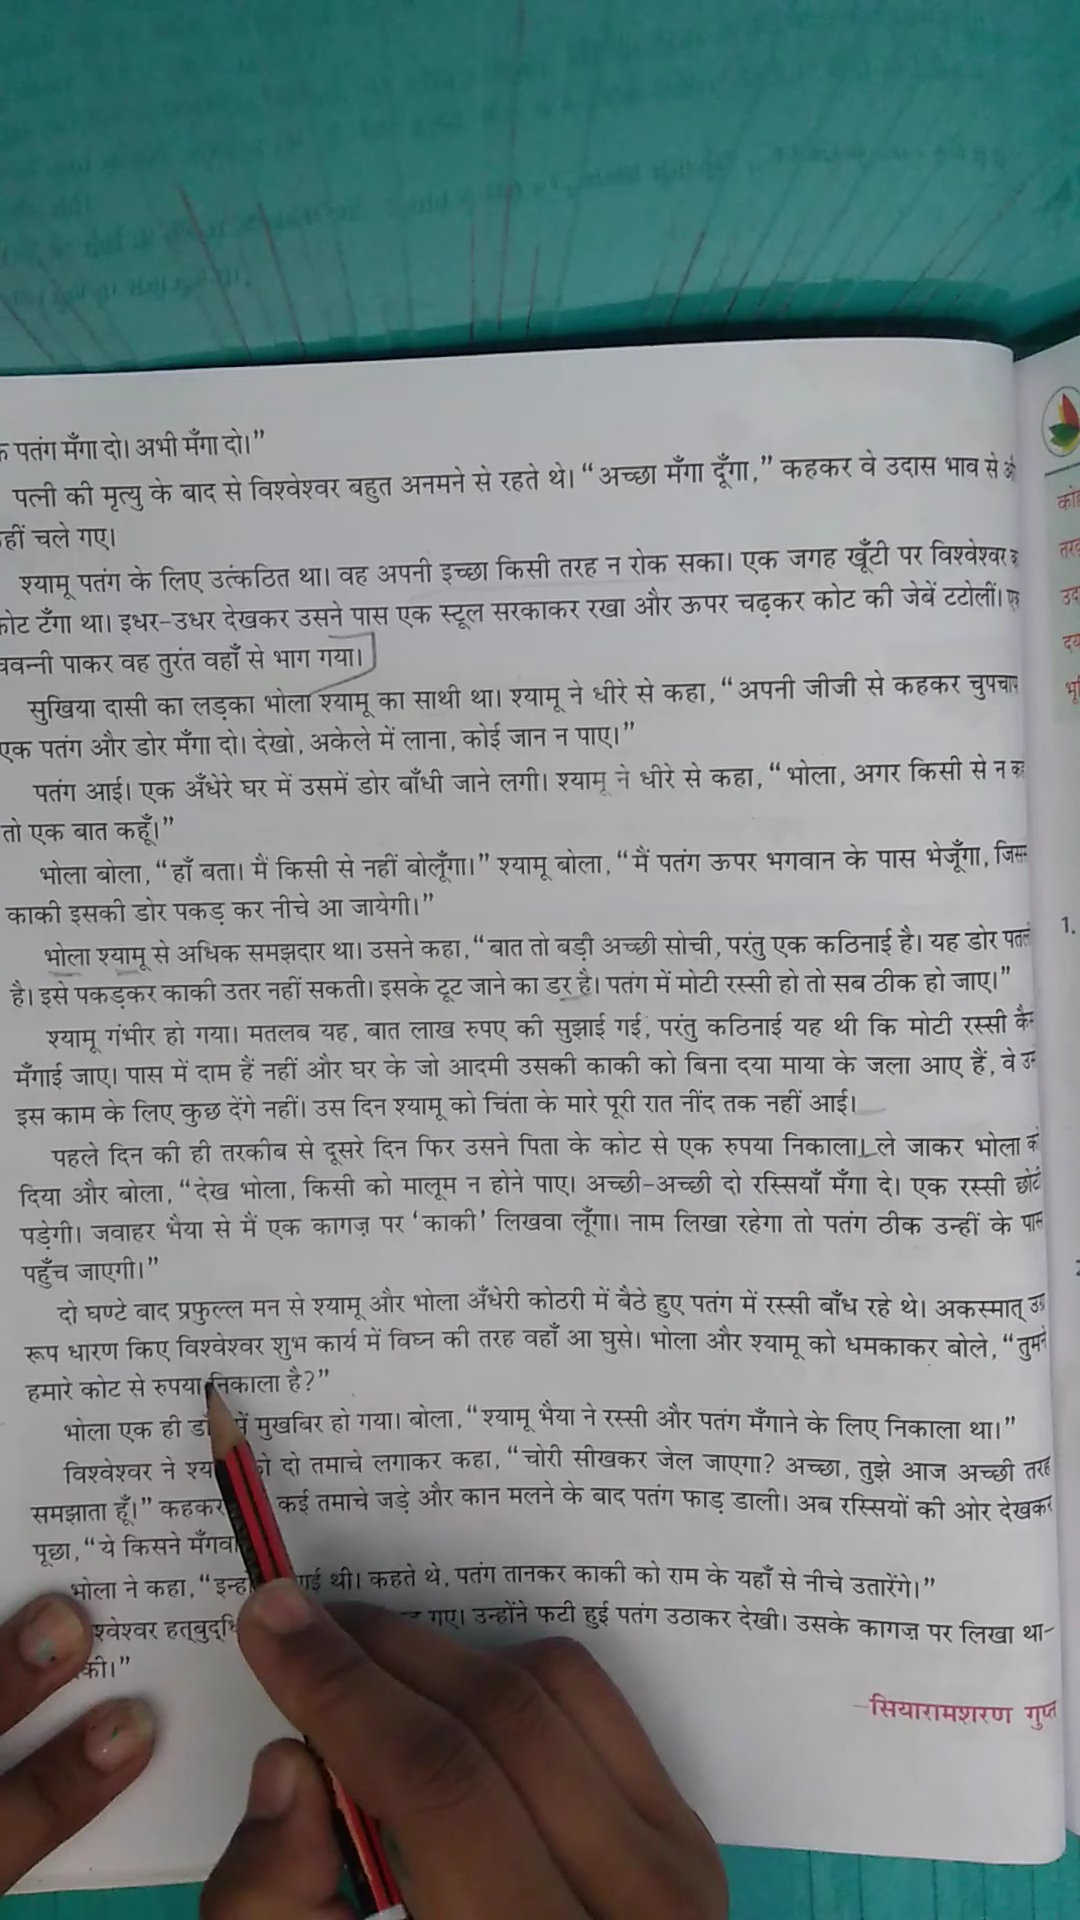 पतंग मँगा दो। अभी मँगा दो।”
पत्नी की मृत्यु के बाद से विश्वेश्वर बहुत अनमने से रहते थे। “अच्छा मँगा दूँगा,” कहकर वे उदास भाव से
चले गए।
श्यामू पतंग के लिए उत्कंठित था। वह अपनी इच्छा किसी तरह न रोक सका। एक जगह खूँटी पर विश्वेश्वर
टँगा था। इधर-उधर देखकर उसने पास एक स्टूल सरकाकर रखा और ऊपर चढ़कर कोट की जेबें टटोलीं।
पाकर वह तुरंत वहाँ से भाग गया।
सुखिया दासी का लड़का भोला श्यामू का साथी था। श्यामू ने धीरे से कहा, “अपनी जीजी से कहकर चुपचाप
एक पतंग और डोर मँगा दो। देखो, अकेले में लाना, कोई जान न पाए।”
पतंग आई। एक अँधेरे घर में उसमें डोर बाँधी जाने लगी। श्यामू ने धीरे से कहा, “भोला, अगर किसी से न
तो एक बात कहूँ।”
भोला बोला, “हाँ बता। मैं किसी से नहीं बोलूँगा।” श्यामू बोला, “मैं पतंग ऊपर भगवान के पास भेजूँगा,
काकी इसकी डोर पकड़ कर नीचे आ जायेगी।”
भोला श्यामू से अधिक समझदार था। उसने कहा, “बात तो बड़ी अच्छी सोची, परंतु एक कठिनाई है। यह डोर
है। इसे पकड़कर काकी उतर नहीं सकती। इसके टूट जाने का डर है। पतंग में मोटी रस्सी हो तो सब ठीक हो जाए।”
श्यामू गंभीर हो गया। मतलब यह, बात लाख रुपए की सुझाई गई, परंतु कठिनाई यह थी कि मोटी रस्सी
मँगाई जाए। पास में दाम हैं नहीं और घर के जो आदमी उसकी काकी को बिना दया माया के जला आए हैं, वे
इस काम के लिए कुछ देंगे नहीं। उस दिन श्यामू को चिंता के मारे पूरी रात नींद तक नहीं आई।
पहले दिन की ही तरकीब से दूसरे दिन फिर उसने पिता के कोट से एक रुपया निकाला। ले जाकर भोला को
दिया और बोला, “देख भोला, किसी को मालूम न होने पाए। अच्छी-अच्छी दो रस्सियाँ मँगा दे। एक रस्सी छोटी
पड़ेगी। जवाहर भैया से मैं एक कागज़ पर ‘काकी’ लिखवा लूँगा। नाम लिखा रहेगा तो पतंग ठीक उन्हीं के पास
पहुँच जाएगी।”
दो घण्टे बाद प्रफुल्ल मन से श्यामू और भोला अँधेरी कोठरी में बैठे हुए पतंग में रस्सी बाँध रहे थे। अकस्मात् उग्र
रूप धारण किए विश्वेश्वर शुभ कार्य में विघ्न की तरह वहाँ आ घुसे। भोला और श्यामू को धमकाकर बोले, “तुमने
हमारे कोट से रुपया निकाला है?”
भोला एक ही में मुखबिर हो गया। बोला, “श्यामू भैया ने रस्सी और पतंग मँगाने के लिए निकाला था।”
विश्वेश्वर ने को दो तमाचे लगाकर कहा, “चोरी सीखकर जेल जाएगा? अच्छा, तुझे आज अच्छी तरह
समझाता हूँ।” कहकर कई तमाचे जड़े और कान मलने के बाद पतंग फाड़ डाली। अब रस्सियों की ओर देखकर
पूछा, “ये किसने
भोला ने कहा, “ थी। कहते थे, पतंग तानकर काकी को राम के यहाँ से नीचे उतारेंगे।”
गए। उन्होंने फटी हुई पतंग उठाकर देखी। उसके कागज़ पर लिखा था-
-सियारामशरण गुप्त
1.